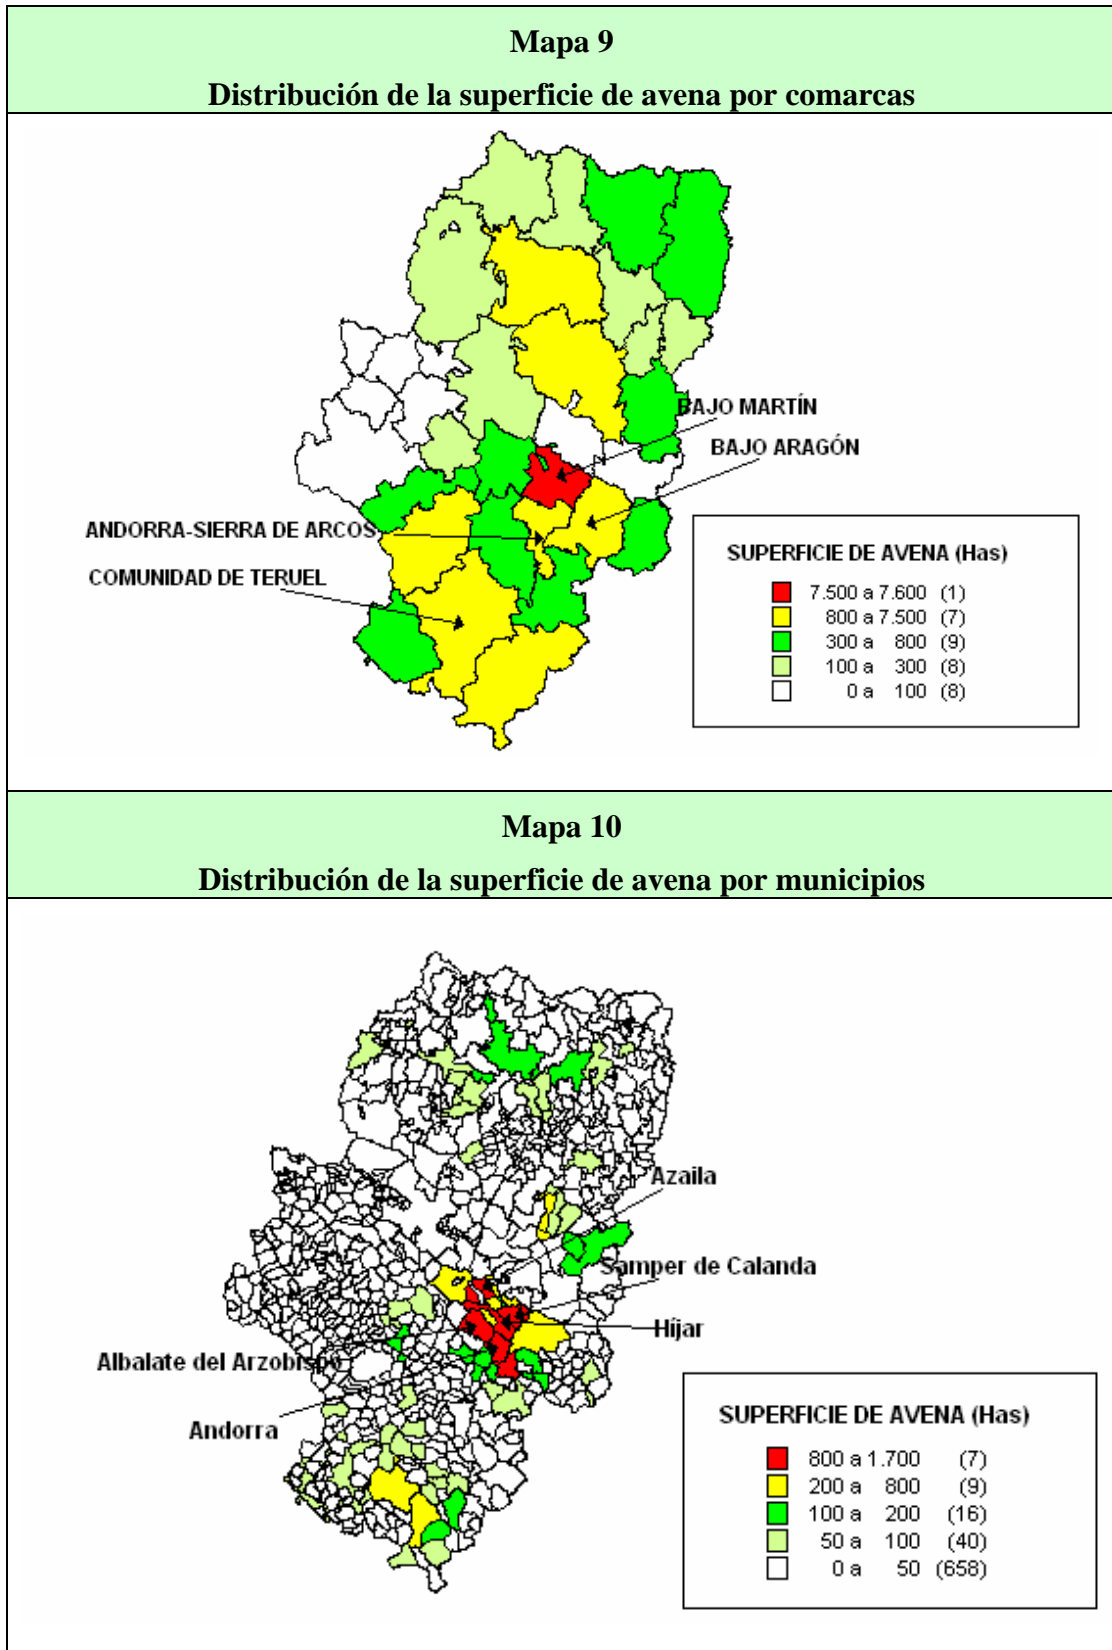 Mapa 9
Distribución de la superficie de avena por comarcas
BAJO MARTÍN
BAJO ARAGÓN
ANDORRA-SIERRA DE ARCOS
COMUNIDAD DE TERUEL
SUPERFICIE DE AVENA (Has)
7.500 a 7.600 (1)
800 a 7.500 (7)
300 a 800 (9)
100 a 300 (8)
0 a 100 (8)
Mapa 10
Distribución de la superficie de avena por municipios
Azaila
Samper de Calanda
Híjar
Albalate del Arzobispo
Andorra
SUPERFICIE DE AVENA (Has)
800 a 1.700 (7)
200 a 800 (9)
100 a 200 (16)
50 a 100 (40)
0 a 50 (658)